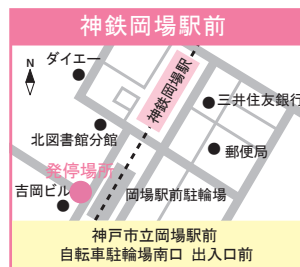 神鉄岡場駅前
N
ダイエー
神鉄岡場駅
三井住友銀行
北図書館分館
郵便局
発停場所
吉岡ビル
岡場駅前駐輪場
神戸市立岡場駅前
自転車駐輪場南口 出入口前